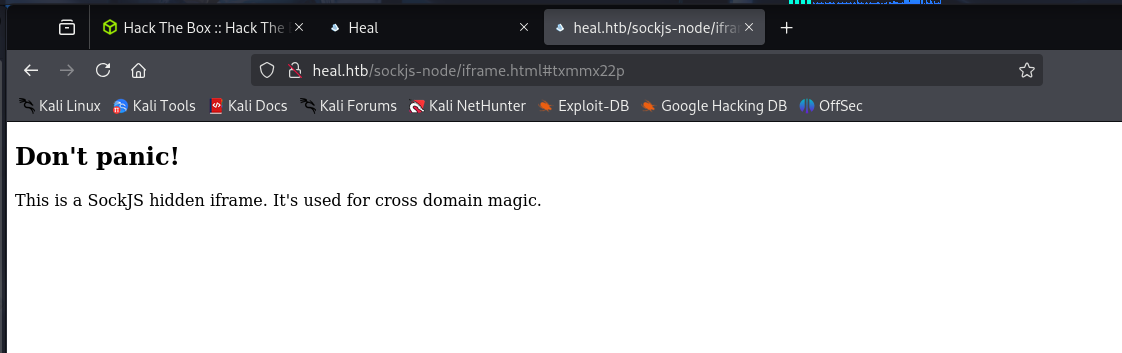 Hack The Box :: Hack The
Heal
heal.htb/sockjs-node/ifra
heal.htb/sockjs-node/iframe.html#txmmx22p
Kali Linux Kali Tools Kali Docs Kali Forums Kali NetHunter Exploit-DB Google Hacking DB OffSec
Don't panic!
This is a SockJS hidden iframe. It's used for cross domain magic.